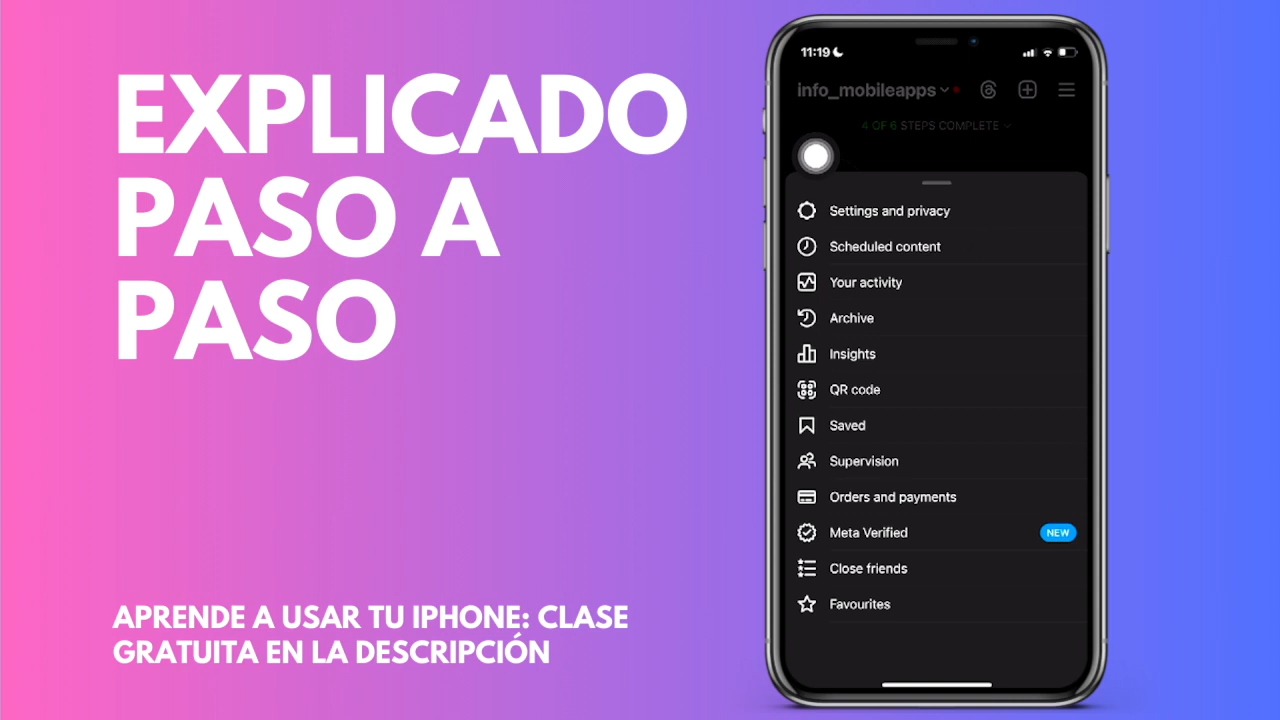 EXPLICADO
PASO A
PASO
APRENDE A USAR TU IPHONE: CLASE
GRATUITA EN LA DESCRIPCIÓN
11:19
info_mobileapps
4 OF 6 STEPS COMPLETE
Settings and privacy
Scheduled content
Your activity
Archive
Insights
QR code
Saved
Supervision
Orders and payments
Meta Verified NEW
Close friends
Favourites